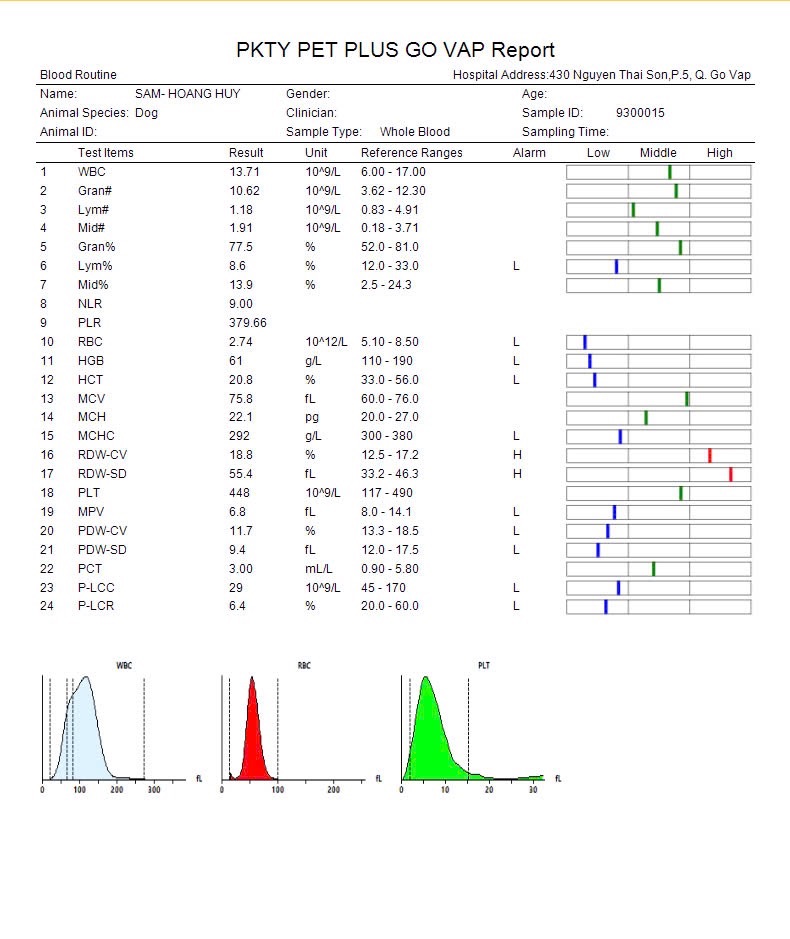 PKTY PET PLUS GO VAP Report
Blood Routine Hospital Address:430 Nguyen Thai Son,P.5, Q. Go Vap
Name: SAM- HOANG HUY Gender: Age:
Animal Species: Dog Clinician: Sample ID: 9300015
Animal ID: Sample Type: Whole Blood Sampling Time:
Test Items Result Unit Reference Ranges Alarm Low Middle High
1 WBC 13.71 10^9/L 6.00 - 17.00
2 Gran# 10.62 10^9/L 3.62 - 12.30
3 Lym# 1.18 10^9/L 0.83 - 4.91
4 Mid# 1.91 10^9/L 0.18 - 3.71
5 Gran% 77.5 % 52.0 - 81.0
6 Lym% 8.6 % 12.0 - 33.0 L
7 Mid% 13.9 % 2.5 - 24.3
8 NLR 9.00
9 PLR 379.66
10 RBC 2.74 10^12/L 5.10 - 8.50 L
11 HGB 61 g/L 110 - 190 L
12 HCT 20.8 % 33.0 - 56.0 L
13 MCV 75.8 fL 60.0 - 76.0
14 MCH 22.1 pg 20.0 - 27.0
15 MCHC 292 g/L 300 - 380 L
16 RDW-CV 18.8 % 12.5 - 17.2 H
17 RDW-SD 55.4 fL 33.2 - 46.3 H
18 PLT 448 10^9/L 117 - 490
19 MPV 6.8 fL 8.0 - 14.1 L
20 PDW-CV 11.7 % 13.3 - 18.5 L
21 PDW-SD 9.4 fL 12.0 - 17.5 L
22 PCT 3.00 mL/L 0.90 - 5.80
23 P-LCC 29 10^9/L 45 - 170 L
24 P-LCR 6.4 % 20.0 - 60.0 L
WBC RBC PLT
fL fL fL
0 100 200 300 0 100 200 0 10 20 30